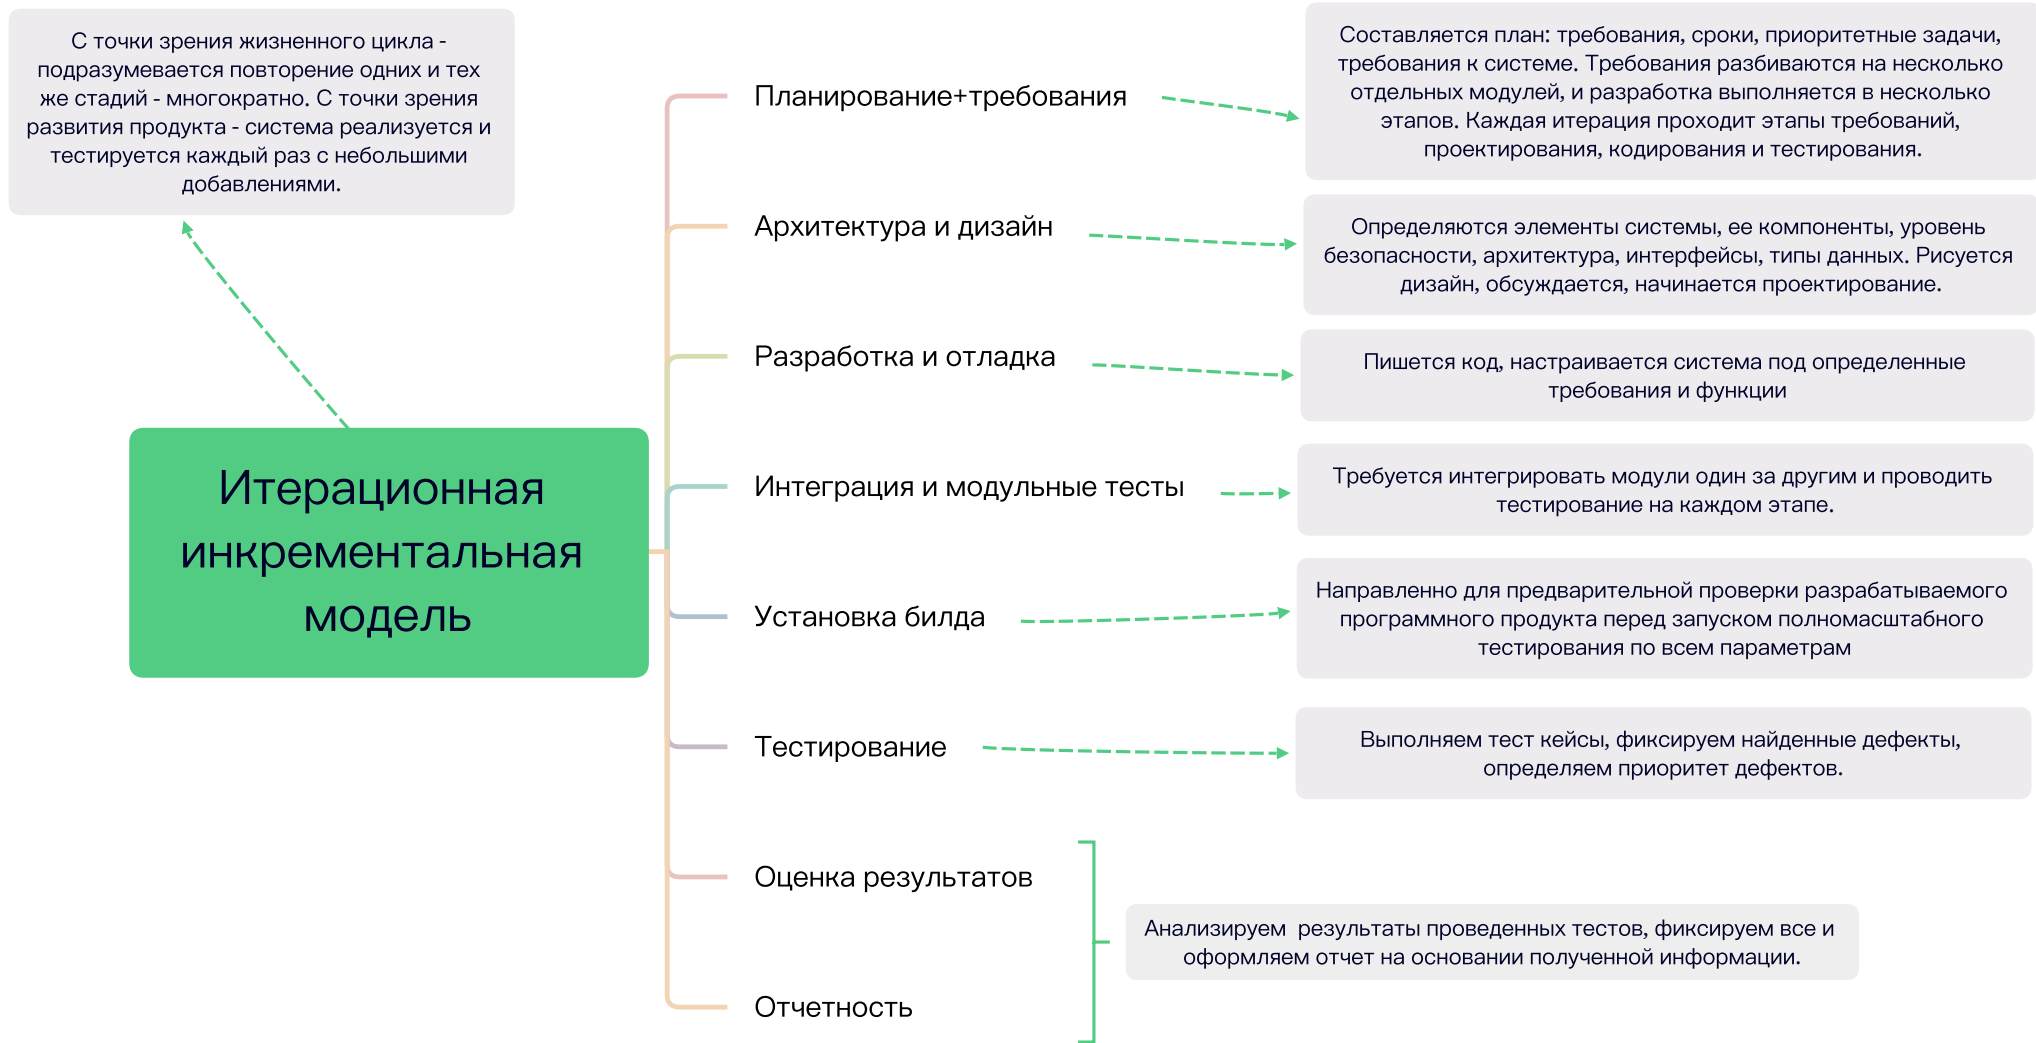 С точки зрения жизненного цикла -
подразумевается повторение одних и тех
же стадий - многократно. С точки зрения
развития продукта - система реализуется и
тестируется каждый раз с небольшими
добавлениями.
Итерационная
инкрементальная
модель
Планирование+требования
Составляется план: требования, сроки, приоритетные задачи,
требования к системе. Требования разбиваются на несколько
отдельных модулей, и разработка выполняется в несколько
этапов. Каждая итерация проходит этапы требований,
проектирования, кодирования и тестирования.
Архитектура и дизайн
Определяются элементы системы, ее компоненты, уровень
безопасности, архитектура, интерфейсы, типы данных. Рисуется
дизайн, обсуждается, начинается проектирование.
Разработка и отладка
Пишется код, настраивается система под определенные
требования и функции
Интеграция и модульные тесты
Требуется интегрировать модули один за другим и проводить
тестирование на каждом этапе.
Установка билда
Направленно для предварительной проверки разрабатываемого
программного продукта перед запуском полномасштабного
тестирования по всем параметрам
Тестирование
Выполняем тест кейсы, фиксируем найденные дефекты,
определяем приоритет дефектов.
Оценка результатов
Отчетность
Анализируем  результаты проведенных тестов, фиксируем все и
оформляем отчет на основании полученной информации.